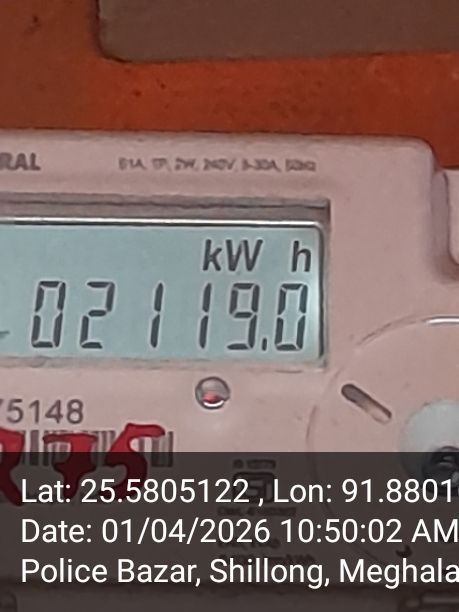 RAL
kW h
02119.0
75148
R75
Lat: 25.5805122 , Lon: 91.8801
Date: 01/04/2026 10:50:02 AM
Police Bazar, Shillong, Meghala